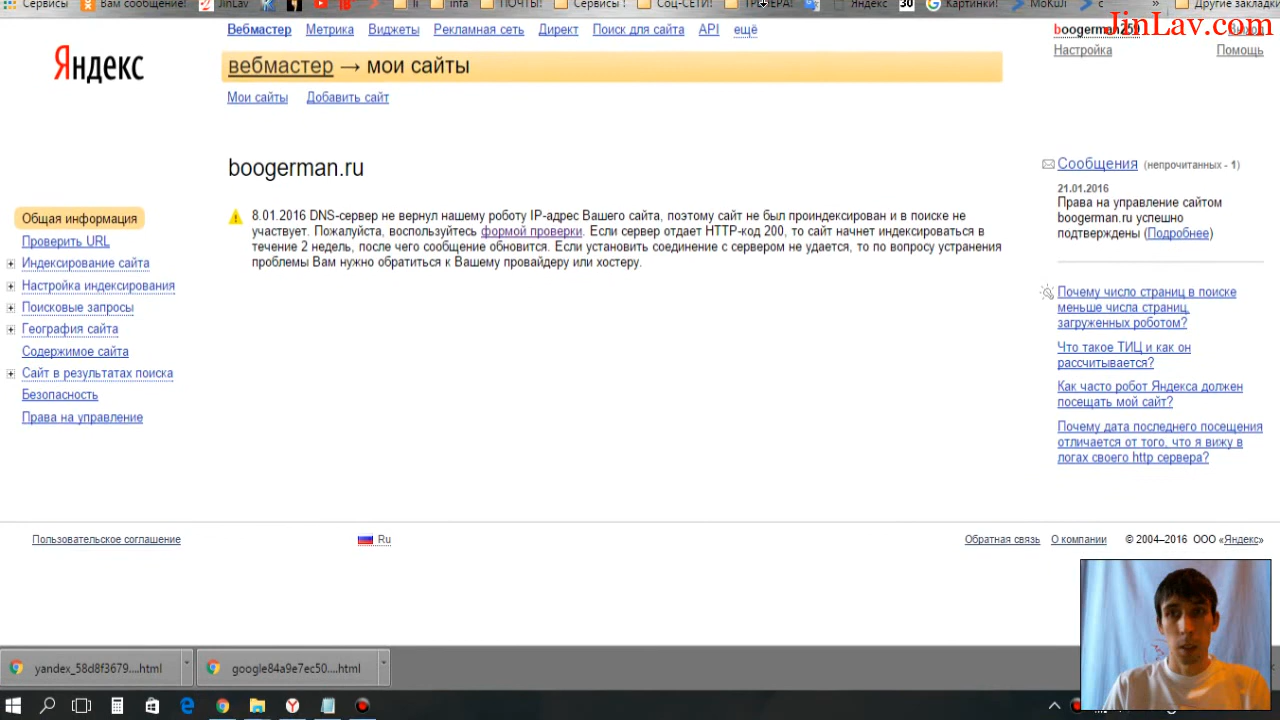 Сервисы Вам сообщение! JinLav li infa ПОЧТЫ! Сервисы ! Соц-СЕТИ! Яндекс 30 Картинки! MoKuJ Другие закладки
JinLav.com
Вебмастер Метрика Виджеты Рекламная сеть Директ Поиск для сайта API ещё
boogerman259 Выход
Настройка Помощь
Яндекс
вебмастер → мои сайты
Мои сайты Добавить сайт
boogerman.ru
8.01.2016 DNS-сервер не вернул нашему роботу IP-адрес Вашего сайта, поэтому сайт не был проиндексирован и в поиске не
участвует. Пожалуйста, воспользуйтесь формой проверки. Если сервер отдает HTTP-код 200, то сайт начнет индексироваться в
течение 2 недель, после чего сообщение обновится. Если установить соединение с сервером не удается, то по вопросу устранения
проблемы Вам нужно обратиться к Вашему провайдеру или хостеру.
Общая информация
Проверить URL
Индексирование сайта
Настройка индексирования
Поисковые запросы
География сайта
Содержимое сайта
Сайт в результатах поиска
Безопасность
Права на управление
Сообщения (непрочитанных - 1)
21.01.2016
Права на управление сайтом
boogerman.ru успешно
подтверждены (Подробнее)
Почему число страниц в поиске
меньше числа страниц,
загруженных роботом?
Что такое ТИЦ и как он
рассчитывается?
Как часто робот Яндекса должен
посещать мой сайт?
Почему дата последнего посещения
отличается от того, что я вижу в
логах своего http сервера?
Пользовательское соглашение Ru Обратная связь О компании © 2004–2016 ООО «Яндекс»
yandex_58d8f3679....html google84a9e7ec50....html